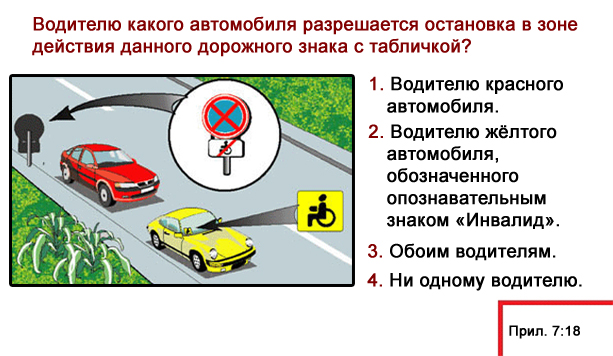 Водителю какого автомобиля разрешается остановка в зоне
действия данного дорожного знака с табличкой?
1. Водителю красного
автомобиля.
2. Водителю жёлтого
автомобиля,
обозначенного
опознавательным
знаком «Инвалид».
3. Обоим водителям.
4. Ни одному водителю.
Прил. 7:18